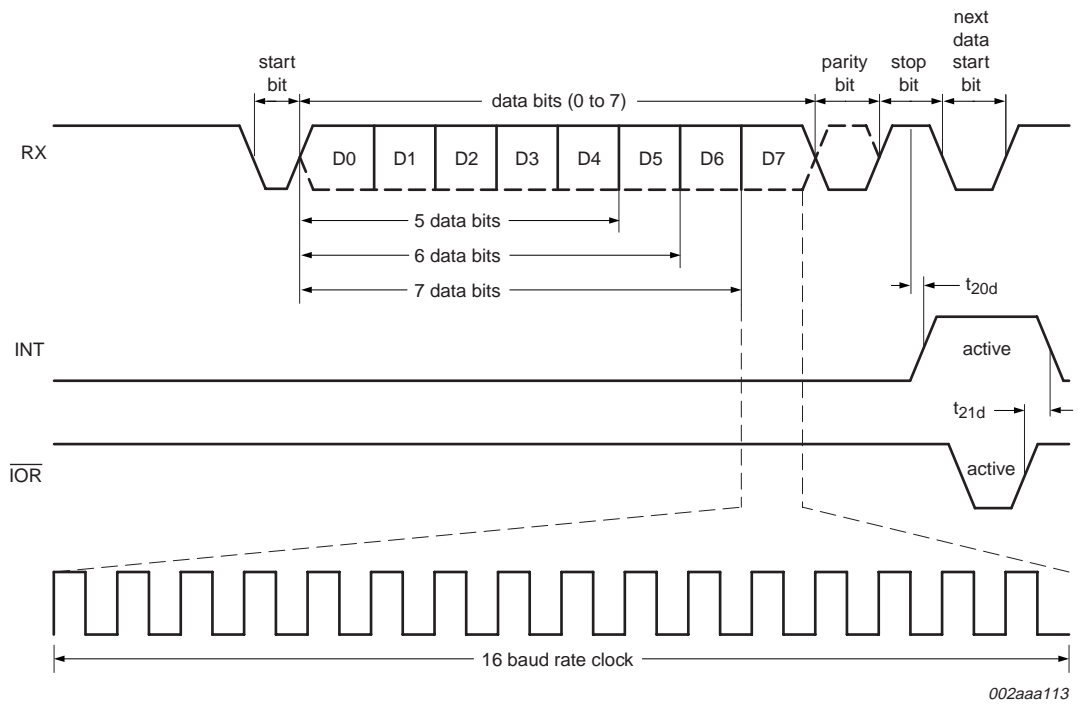 next
data
start
bit
start
bit
parity
bit
stop
bit
data bits (0 to 7)
RX
D0 D1 D2 D3 D4 D5 D6 D7
5 data bits
6 data bits
7 data bits
t20d
INT
active
t21d
IOR
active
16 baud rate clock
002aaa113